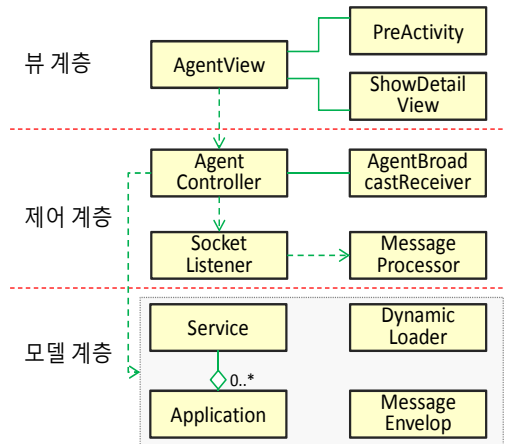 PreActivity
뷰 계층
AgentView
ShowDetail
View
Agent
Controller
AgentBroad
castReceiver
제어 계층
Socket
Listener
Message
Processor
Service
Dynamic
Loader
모델 계층
0..*
Application
Message
Envelop